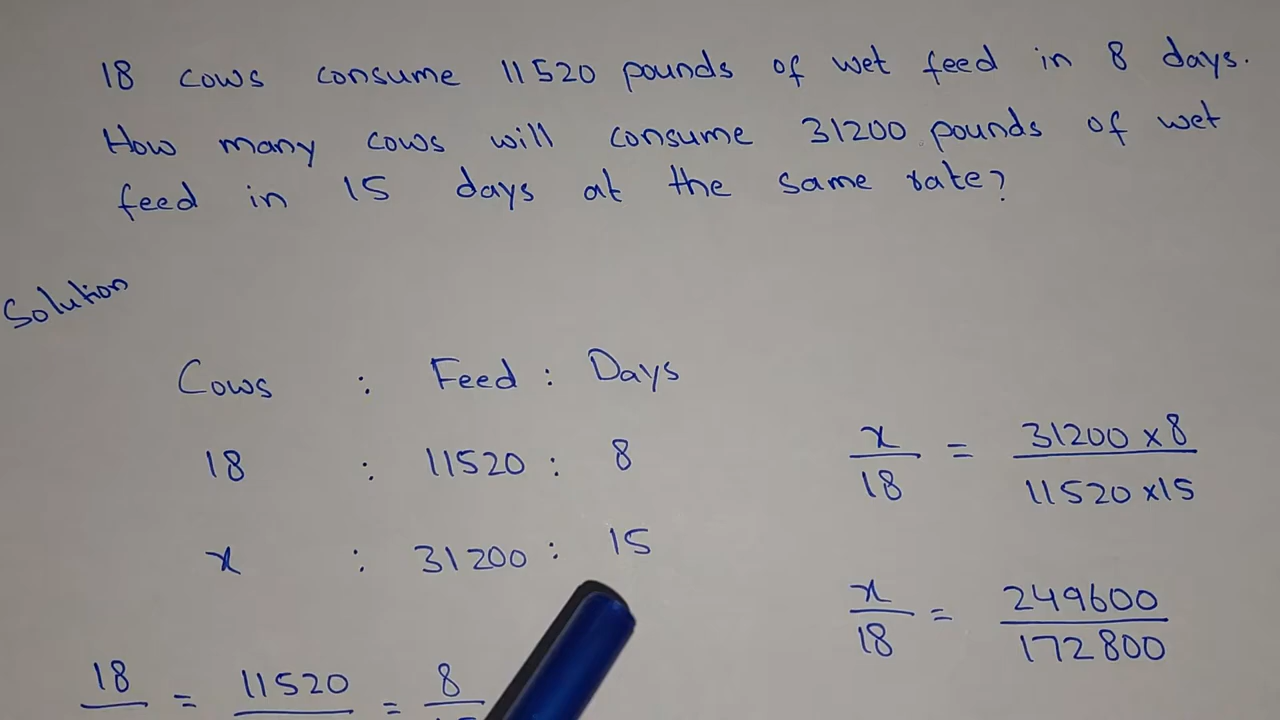 18 cows consume 11520 pounds of wet feed in 8 days.
How many cows will consume 31200 pounds of wet
feed in 15 days at the same rate?
Solution
Cows : Feed : Days
18 : 11520 : 8
x : 31200 : 15
18 = 11520 = 8
x/18 = 31200 x 8 / 11520 x 15
x/18 = 249600 / 172800